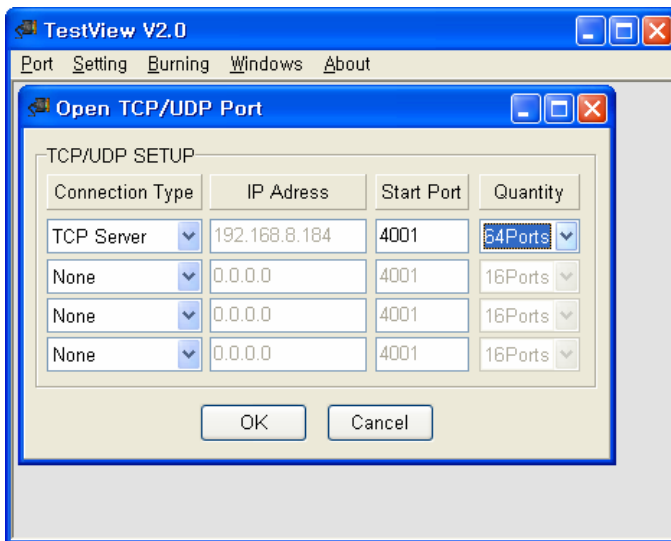 TestView V2.0
Port Setting Burning Windows About
Open TCP/UDP Port
TCP/UDP SETUP
Connection Type IP Adress Start Port Quantity
TCP Server 192.168.8.184 4001 64Ports
None 0.0.0.0 4001 16Ports
None 0.0.0.0 4001 16Ports
None 0.0.0.0 4001 16Ports
OK Cancel